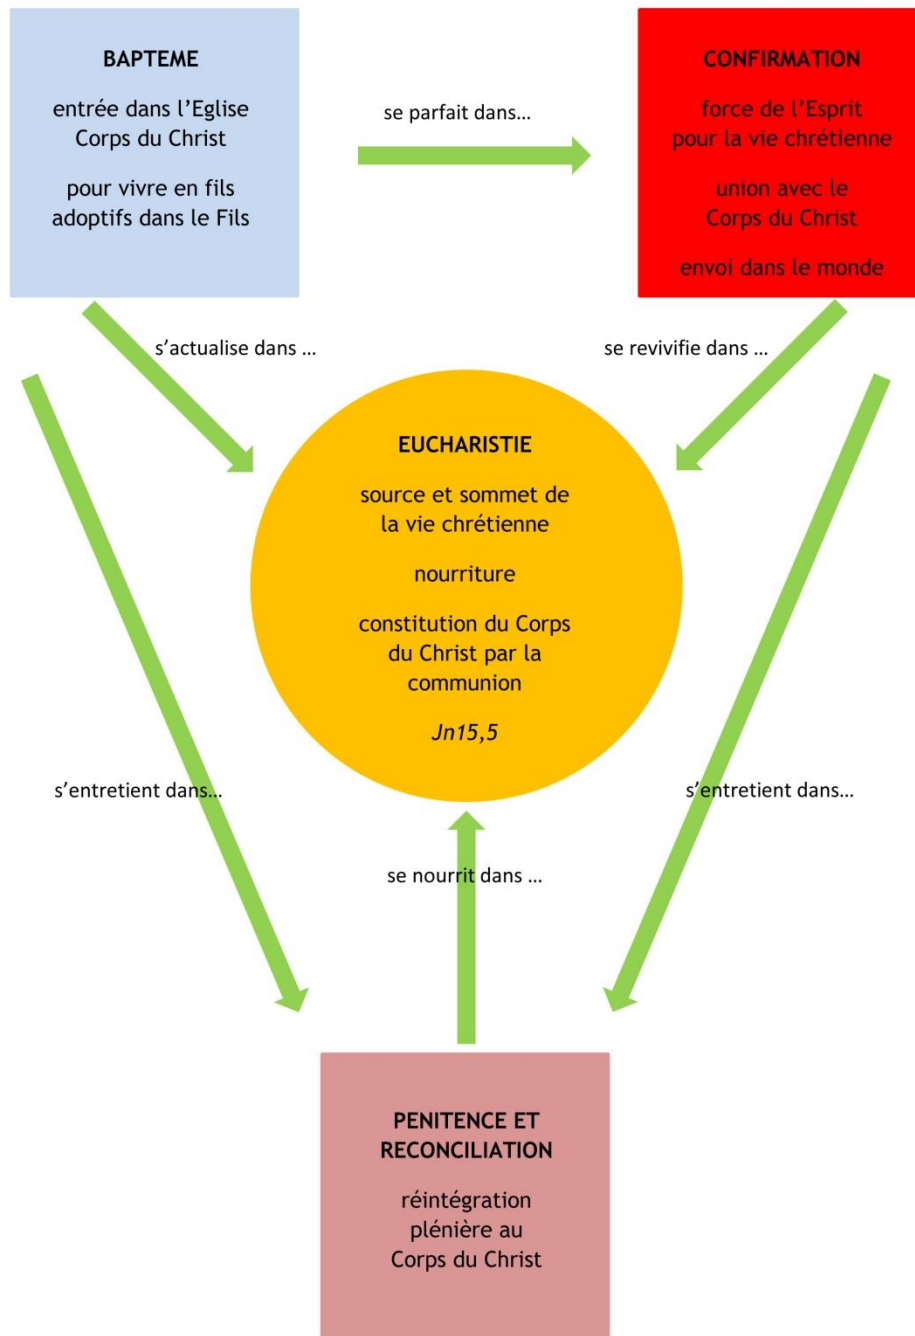 BAPTEME
entrée dans l’Eglise
Corps du Christ
pour vivre en fils
adoptifs dans le Fils
se parfait dans…
CONFIRMATION
force de l’Esprit
pour la vie chrétienne
union avec le
Corps du Christ
envoi dans le monde
s’actualise dans …
se revivifie dans …
EUCHARISTIE
source et sommet de
la vie chrétienne
nourriture
constitution du Corps
du Christ par la
communion
Jn15,5
s’entretient dans…
s’entretient dans…
se nourrit dans …
PENITENCE ET
RECONCILIATION
réintégration
plénière au
Corps du Christ